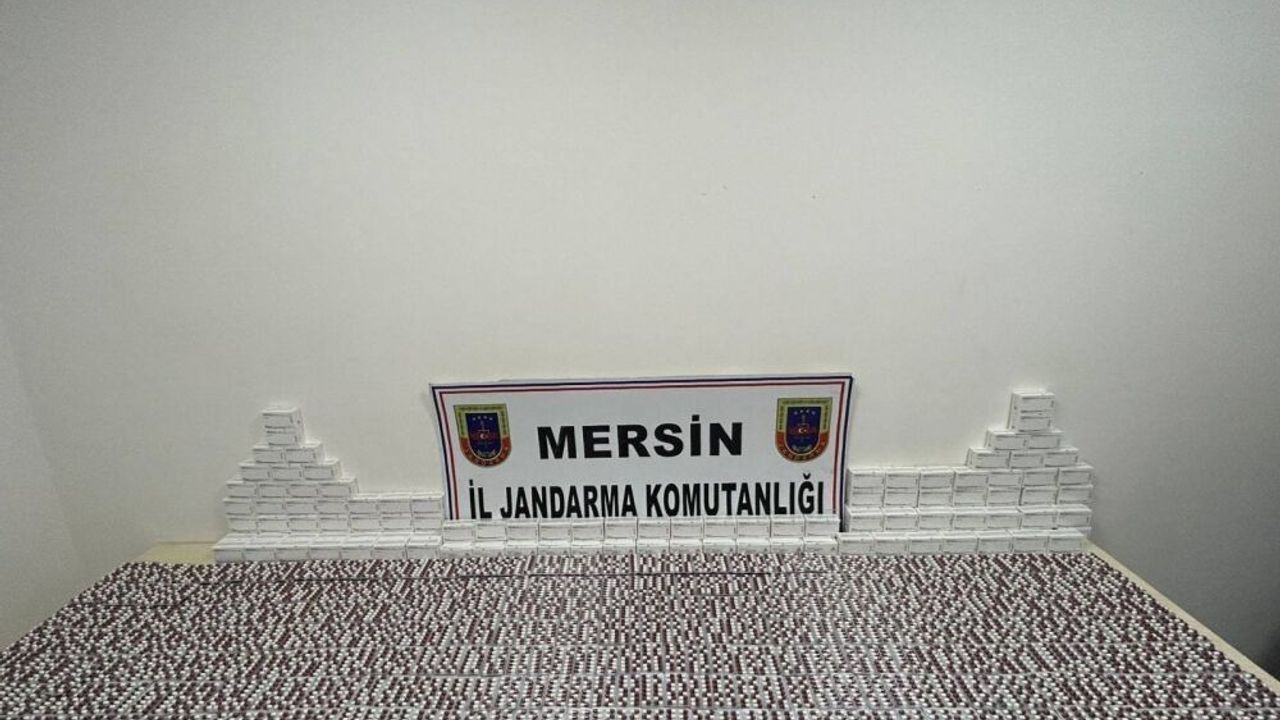 MERSİN
İL JANDARMA KOMUTANLIĞI